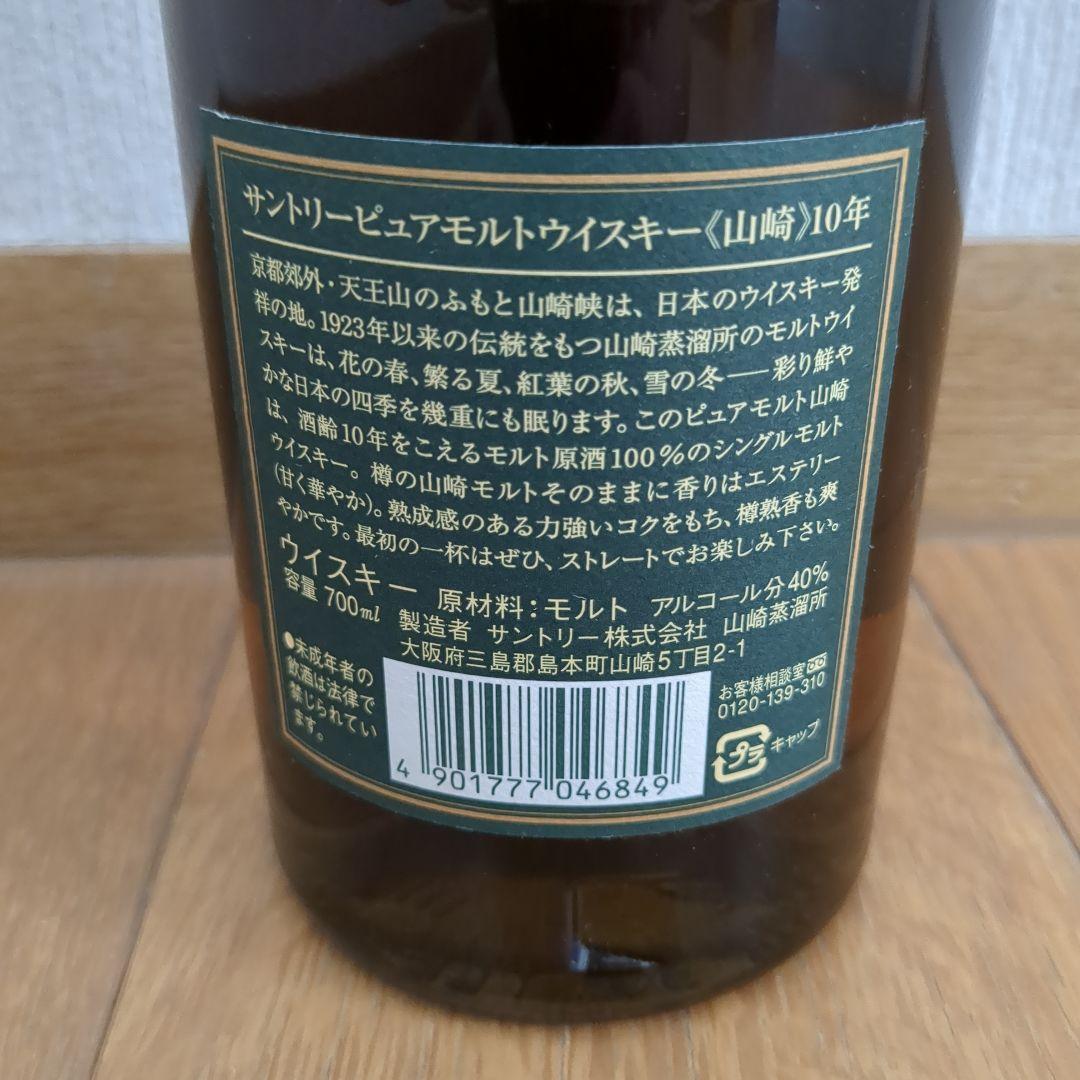 サントリーピュアモルトウイスキー《山崎》10年
京都郊外・天王山のふもと山崎峡は、日本のウイスキー発
祥の地。1923年以来の伝統をもつ山崎蒸溜所のモルトウイ
スキーは、花の春、繁る夏、紅葉の秋、雪の冬──彩り鮮や
かな日本の四季を幾重にも眠ります。このピュアモルト山崎
は、酒齢10年をこえるモルト原酒100%のシングルモルト
ウイスキー。樽の山崎モルトそのままに香りはエステリー
(甘く華やか)。熟成感のある力強いコクをもち、樽熟香も爽
やかです。最初の一杯はぜひ、ストレートでお楽しみ下さい。
ウイスキー 原材料：モルト アルコール分40%
容量 700ml 製造者 サントリー株式会社 山崎蒸溜所
大阪府三島郡島本町山崎5丁目2-1
●未成年者の
飲酒は法律で
禁じられてい
ます。
4 901777 046849
お客様相談室
0120-139-310
プラ キャップ